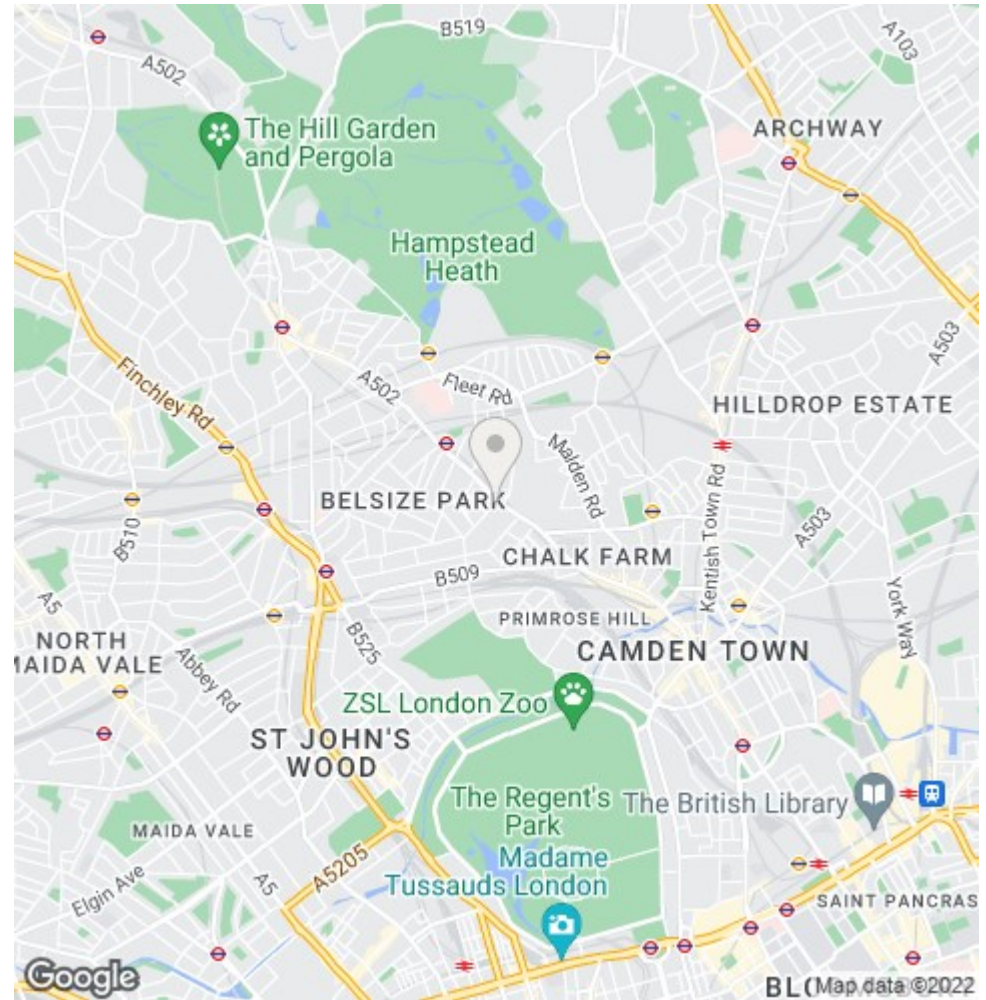 B519
A103
A502
The Hill Garden
and Pergola
ARCHWAY
Hampstead
Heath
A503
Finchley Rd
A502
Fleet Rd
HILLDROP ESTATE
Malden Rd
BELSIZE PARK
Kentish Town Rd
A503
B510
CHALK FARM
B509
York Way
A5
PRIMROSE HILL
NORTH
MAIDA VALE
B525
CAMDEN TOWN
Abbey Rd
ZSL London Zoo
ST JOHN'S
WOOD
The Regent's
Park
The British Library
MAIDA VALE
A5205
Madame
Tussauds London
Elgin Ave
A5
SAINT PANCRAS
Google
Map data ©2022